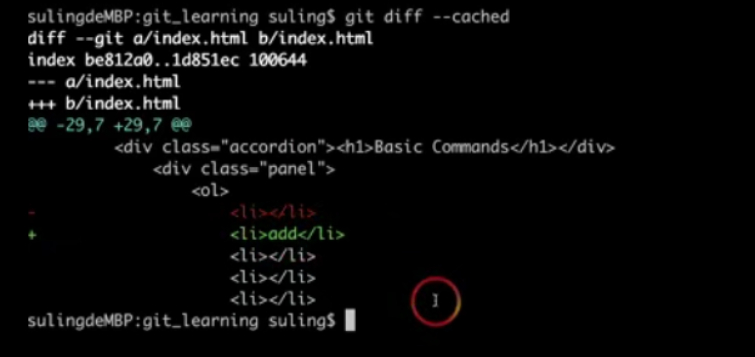 sulingdeMBP:git_learning suling$ git diff --cached
diff --git a/index.html b/index.html
index be812a0..1d851ec 100644
--- a/index.html
+++ b/index.html
@@ -29,7 +29,7 @@
<div class="accordion"><h1>Basic Commands</h1></div>
<div class="panel">
<ol>
- <li></li>
+ <li>add</li>
<li></li>
<li></li>
<li></li>
sulingdeMBP:git_learning suling$